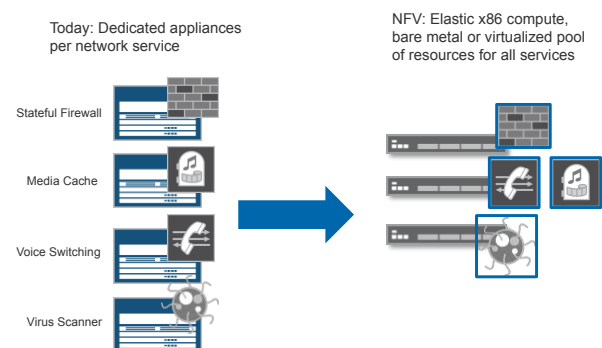 Today: Dedicated appliances
per network service
NFV: Elastic x86 compute,
bare metal or virtualized pool
of resources for all services
Stateful Firewall
Media Cache
Voice Switching
Virus Scanner